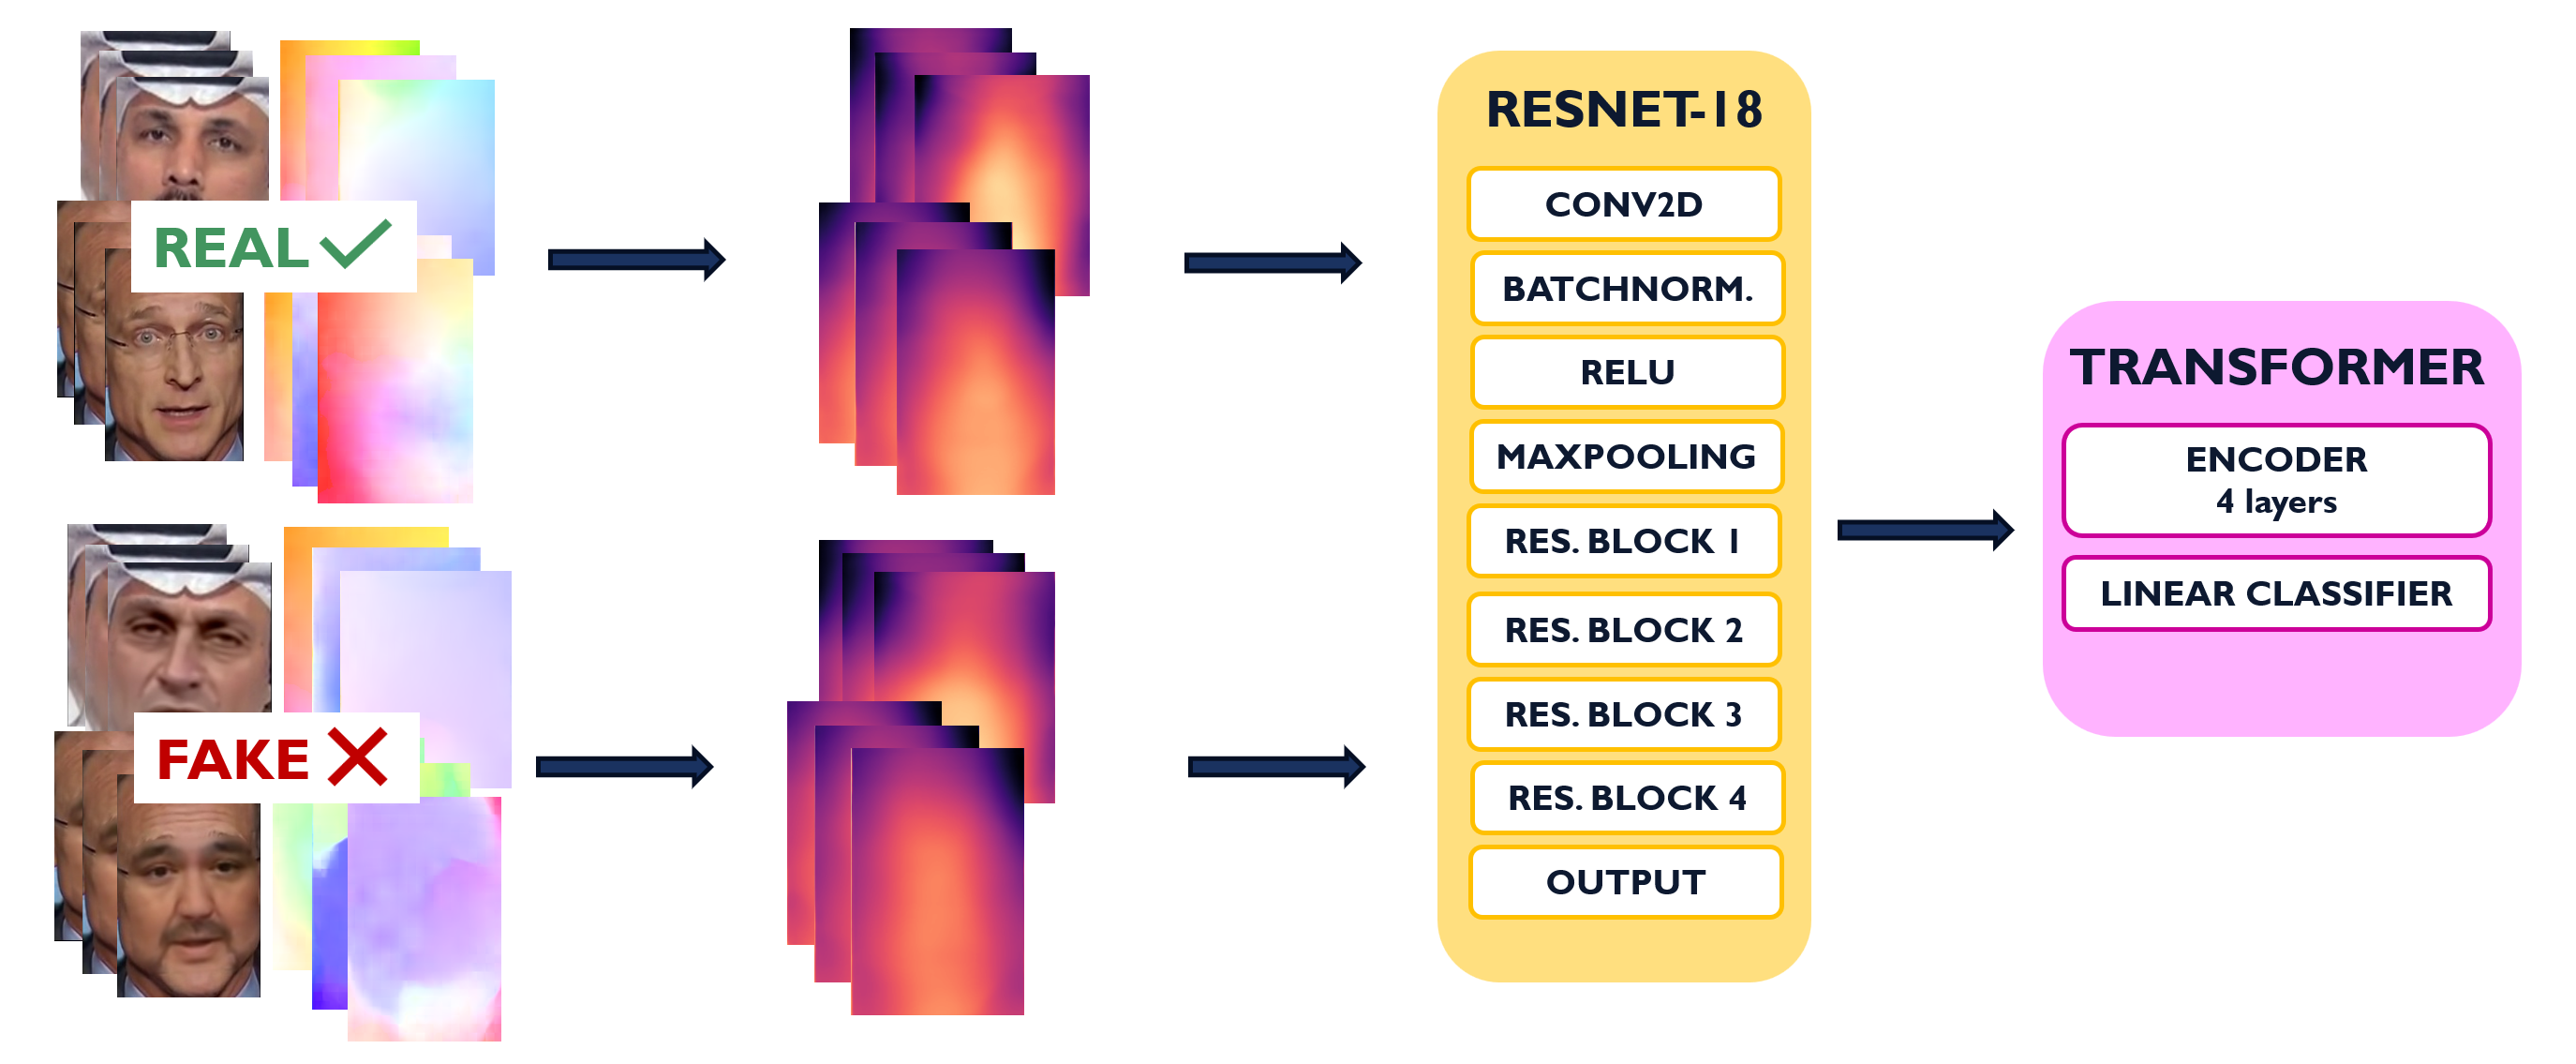 REAL
FAKE
RESNET-18
CONV2D
BATCHNORM.
RELU
MAXPOOLING
RES. BLOCK 1
RES. BLOCK 2
RES. BLOCK 3
RES. BLOCK 4
OUTPUT
TRANSFORMER
ENCODER
4 layers
LINEAR CLASSIFIER